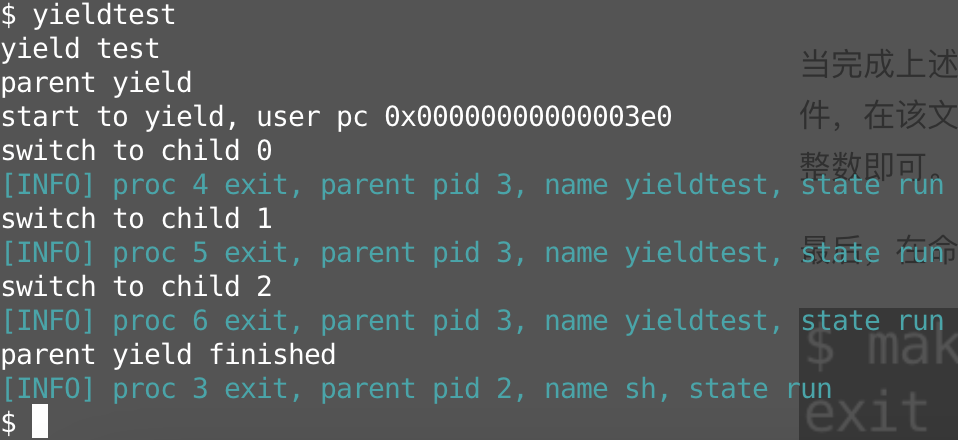 $ yieldtest
yield test
parent yield
start to yield, user pc 0x00000000000003e0
switch to child 0
[INFO] proc 4 exit, parent pid 3, name yieldtest, state run
switch to child 1
[INFO] proc 5 exit, parent pid 3, name yieldtest, state run
switch to child 2
[INFO] proc 6 exit, parent pid 3, name yieldtest, state run
parent yield finished
[INFO] proc 3 exit, parent pid 2, name sh, state run
$
当完成上述
件，在该文
整数即可。
最后，在命
$ mak
exit